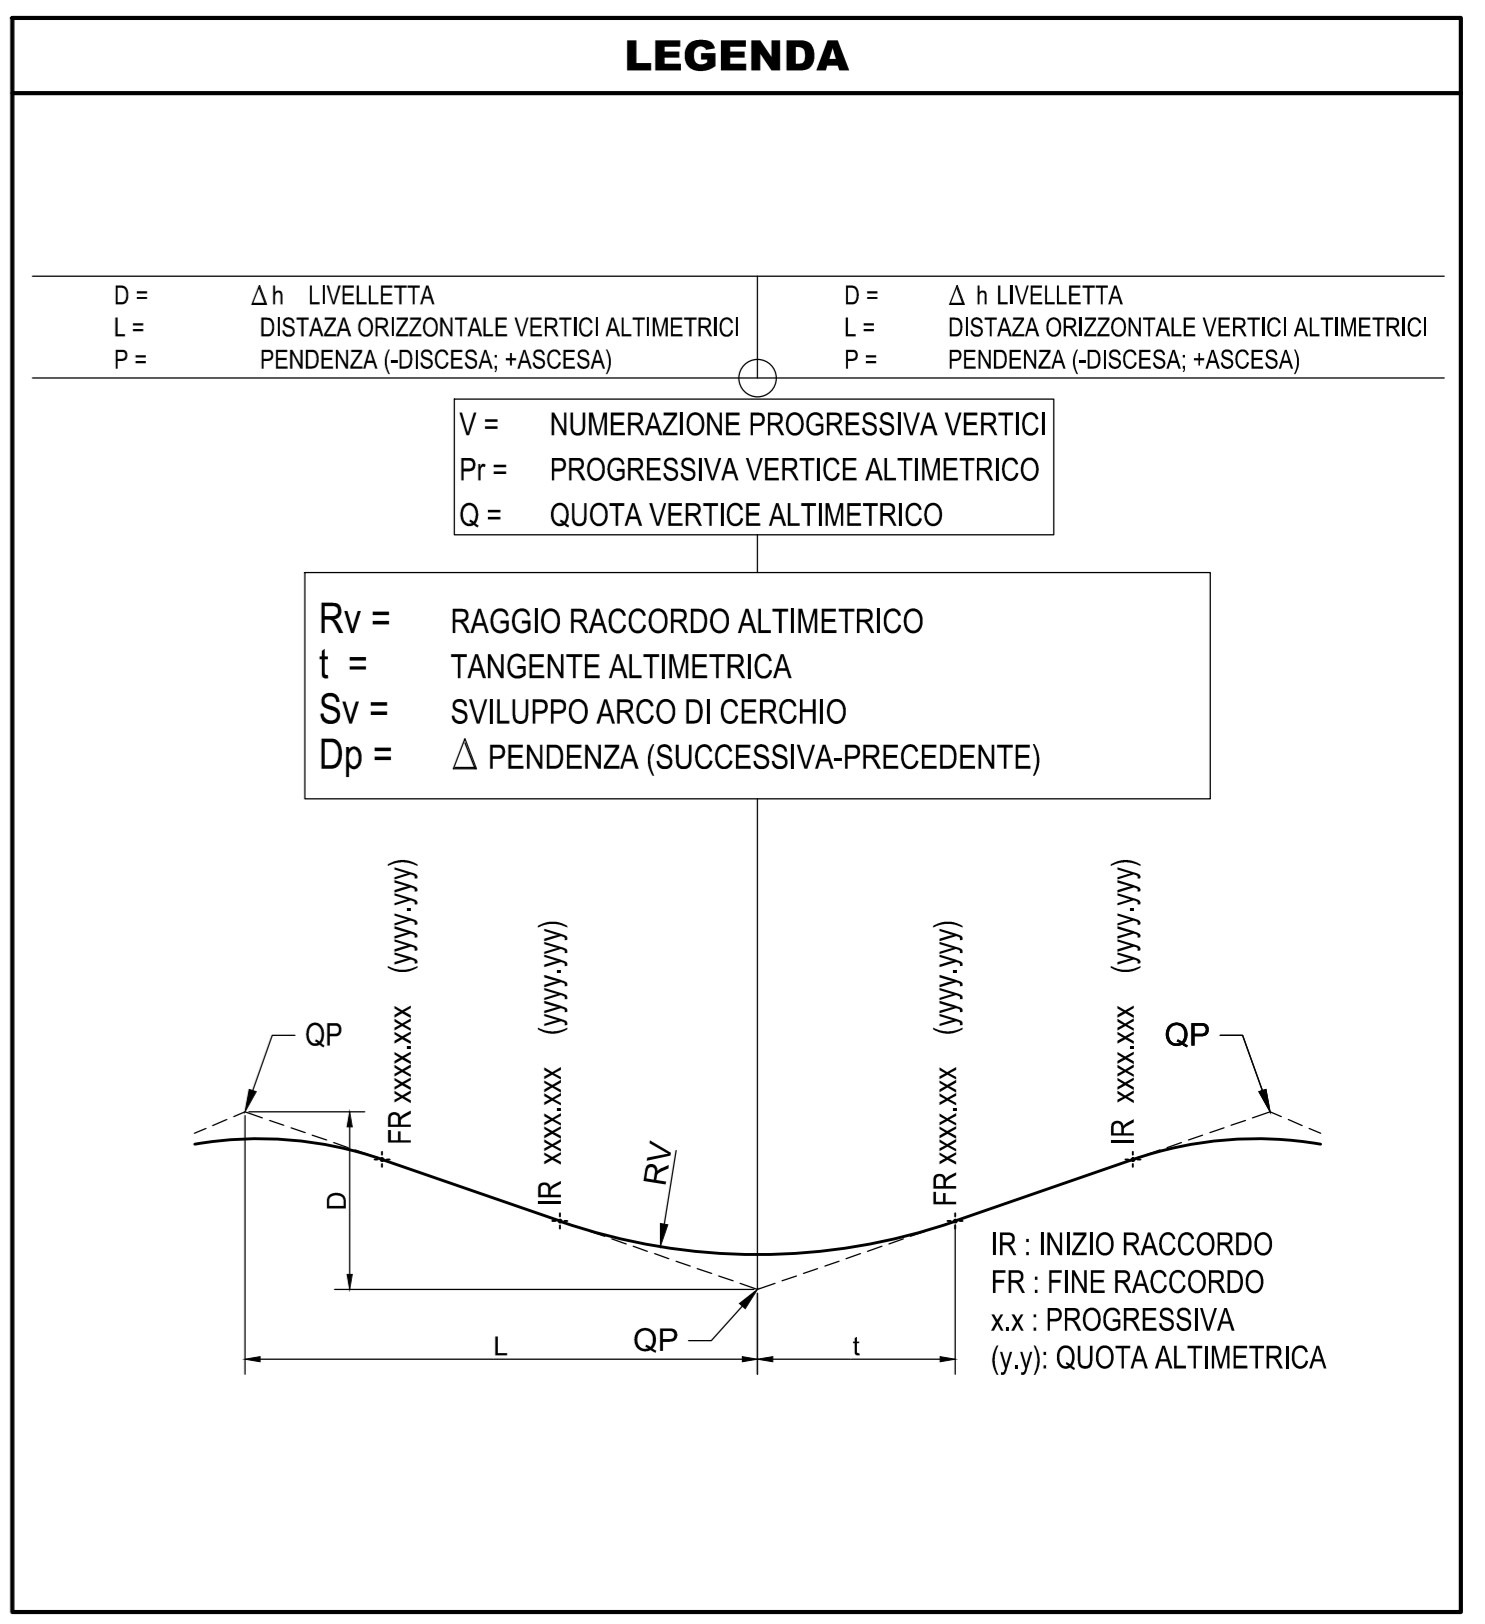 LEGENDA
D = Δ h LIVELLETTA
L = DISTAZA ORIZZONTALE VERTICI ALTIMETRICI
P = PENDENZA (-DISCESA; +ASCESA)
D = Δ h LIVELLETTA
L = DISTAZA ORIZZONTALE VERTICI ALTIMETRICI
P = PENDENZA (-DISCESA; +ASCESA)
V = NUMERAZIONE PROGRESSIVA VERTICI
Pr = PROGRESSIVA VERTICE ALTIMETRICO
Q = QUOTA VERTICE ALTIMETRICO
Rv = RAGGIO RACCORDO ALTIMETRICO
t = TANGENTE ALTIMETRICA
Sv = SVILUPPO ARCO DI CERCHIO
Dp = Δ PENDENZA (SUCCESSIVA-PRECEDENTE)
QP
FR xxxx.xxx (yyyy.yyy)
IR xxxx.xxx (yyyy.yyy)
FR xxxx.xxx (yyyy.yyy)
IR xxxx.xxx (yyyy.yyy)
QP
D
RV
L
QP
t
IR : INIZIO RACCORDO
FR : FINE RACCORDO
x.x : PROGRESSIVA
(y.y): QUOTA ALTIMETRICA